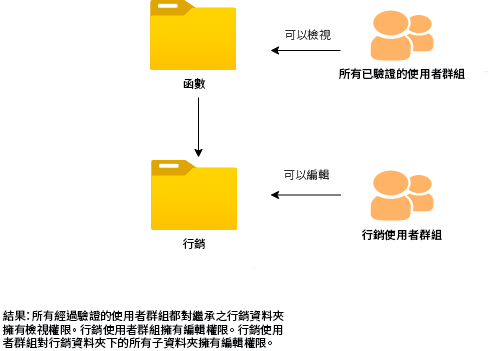 可以檢視
所有已驗證的使用者群組
函數
可以編輯
行銷使用者群組
行銷
結果：所有經過驗證的使用者群組都對繼承之行銷資料夾
擁有檢視權限。行銷使用者群組擁有編輯權限。行銷使用
者群組對行銷資料夾下的所有子資料夾擁有編輯權限。